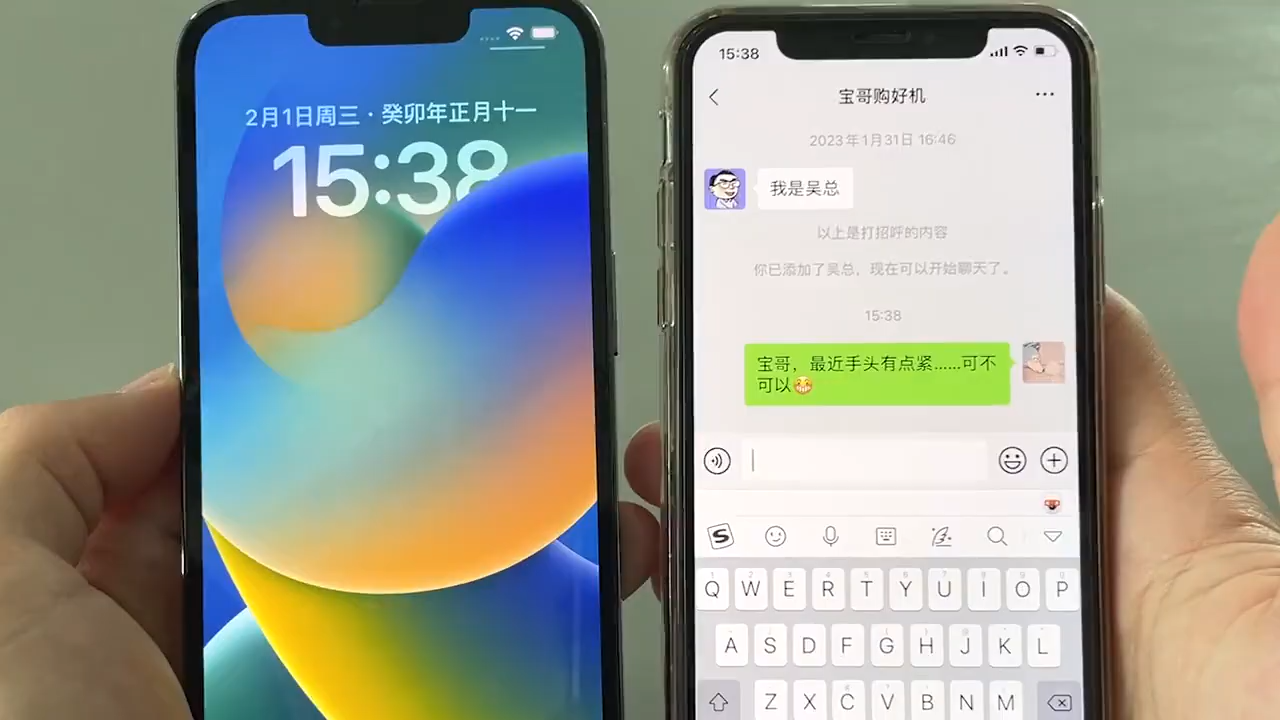 2月1日周三·癸卯年正月十一
15:38
15:38
宝哥购好机
2023年1月31日 16:46
我是吴总
以上是打招呼的内容
你已添加了吴总，现在可以开始聊天了。
15:38
宝哥，最近手头有点紧......可不
可以
S
Q W E R T Y U I O P
A S D F G H J K L
Z X C V B N M